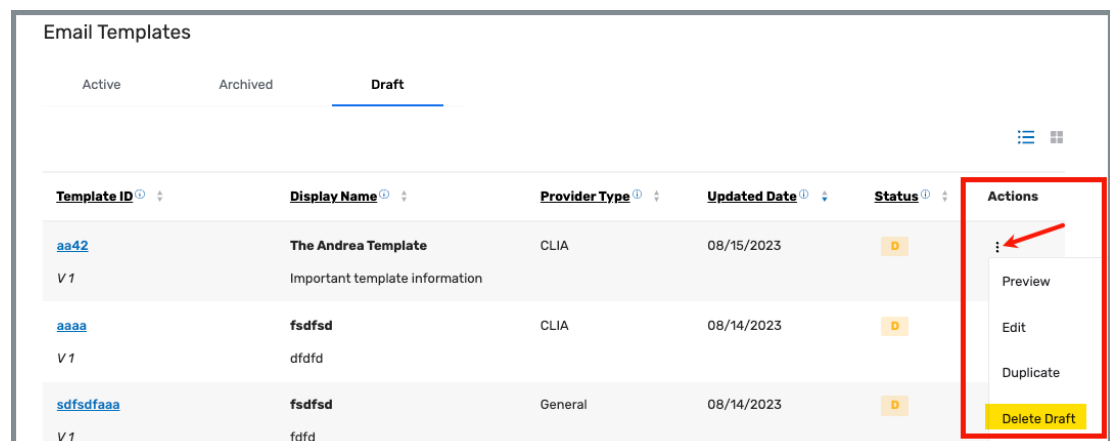 Email Templates
Active Archived Draft
Template ID Display Name Provider Type Updated Date Status Actions
aa42 The Andrea Template CLIA 08/15/2023 D
V 1 Important template information
Preview
aaaa fsdfsd CLIA 08/14/2023 D
Edit
V 1 dfdfd
Duplicate
sdfsdfaaa fsdfsd General 08/14/2023 D
Delete Draft
V 1 fdfd